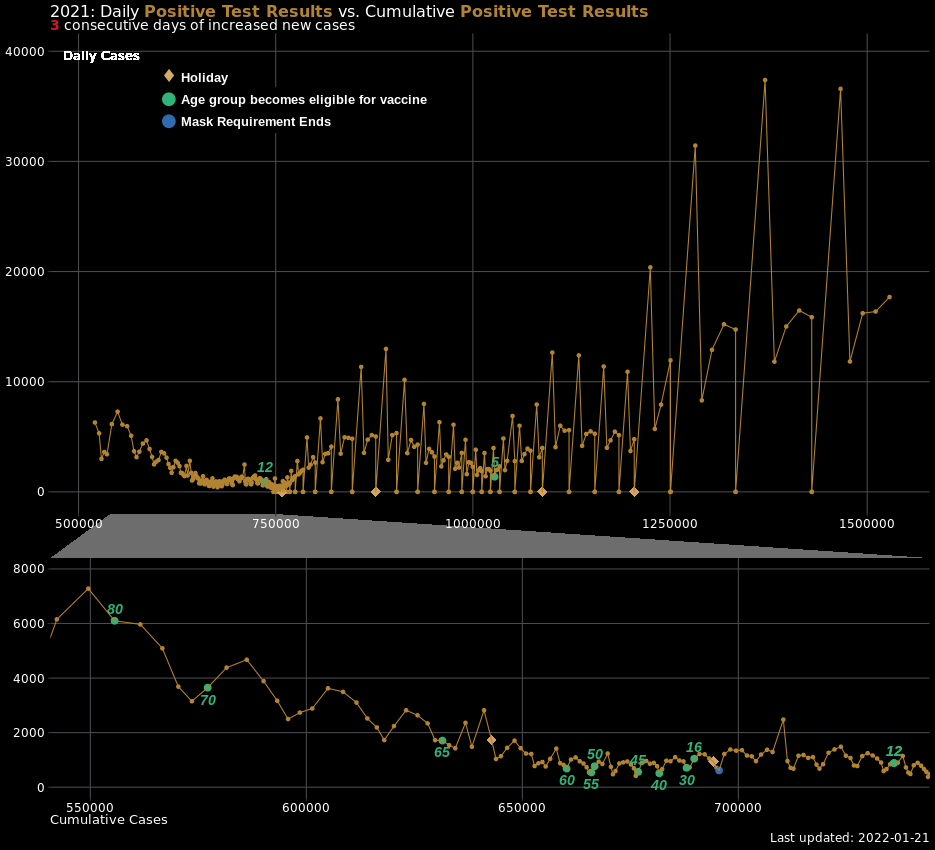 2021: Daily Positive Test Results vs. Cumulative Positive Test Results
3 consecutive days of increased new cases
40000
Daily Cases
Holiday
Age group becomes eligible for vaccine
Mask Requirement Ends
30000
20000
10000
12
5
0
500000 750000 1000000 1250000 1500000
8000
6000
80
4000
70
2000
65
50
45
16
12
60
55
40
30
0
550000 600000 650000 700000
Cumulative Cases
Last updated: 2022-01-21